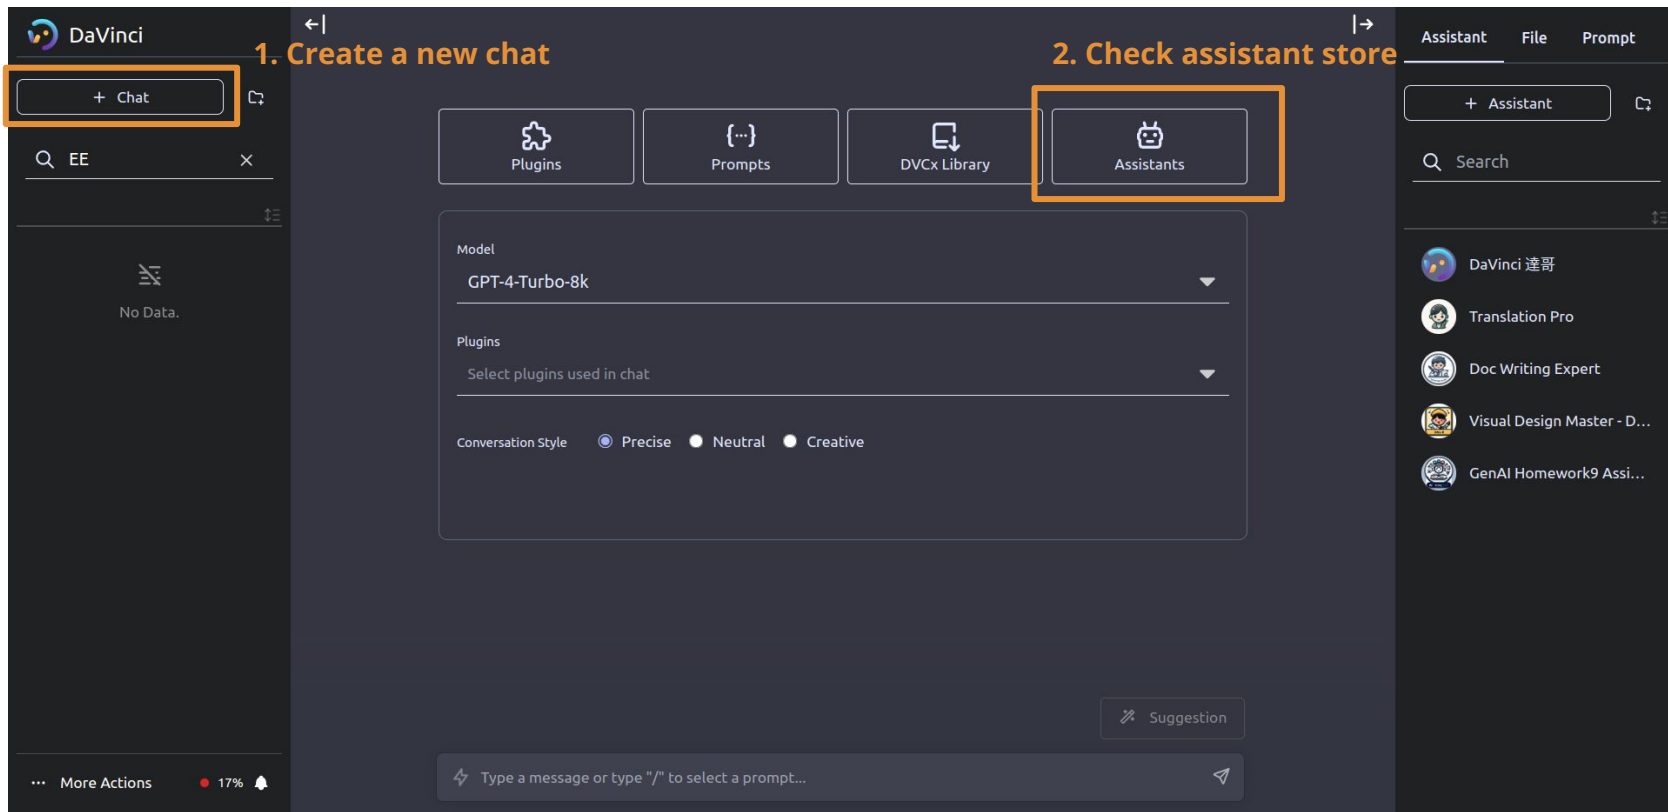 DaVinci
1. Create a new chat
2. Check assistant store
+ Chat
EE
No Data.
More Actions
17%
Plugins
{···} Prompts
DVCx Library
Assistants
Model
GPT-4-Turbo-8k
Plugins
Select plugins used in chat
Conversation Style Precise Neutral Creative
Suggestion
Type a message or type "/" to select a prompt...
Assistant File Prompt
+ Assistant
Search
DaVinci 達哥
Translation Pro
Doc Writing Expert
Visual Design Master - D...
GenAI Homework9 Assi...